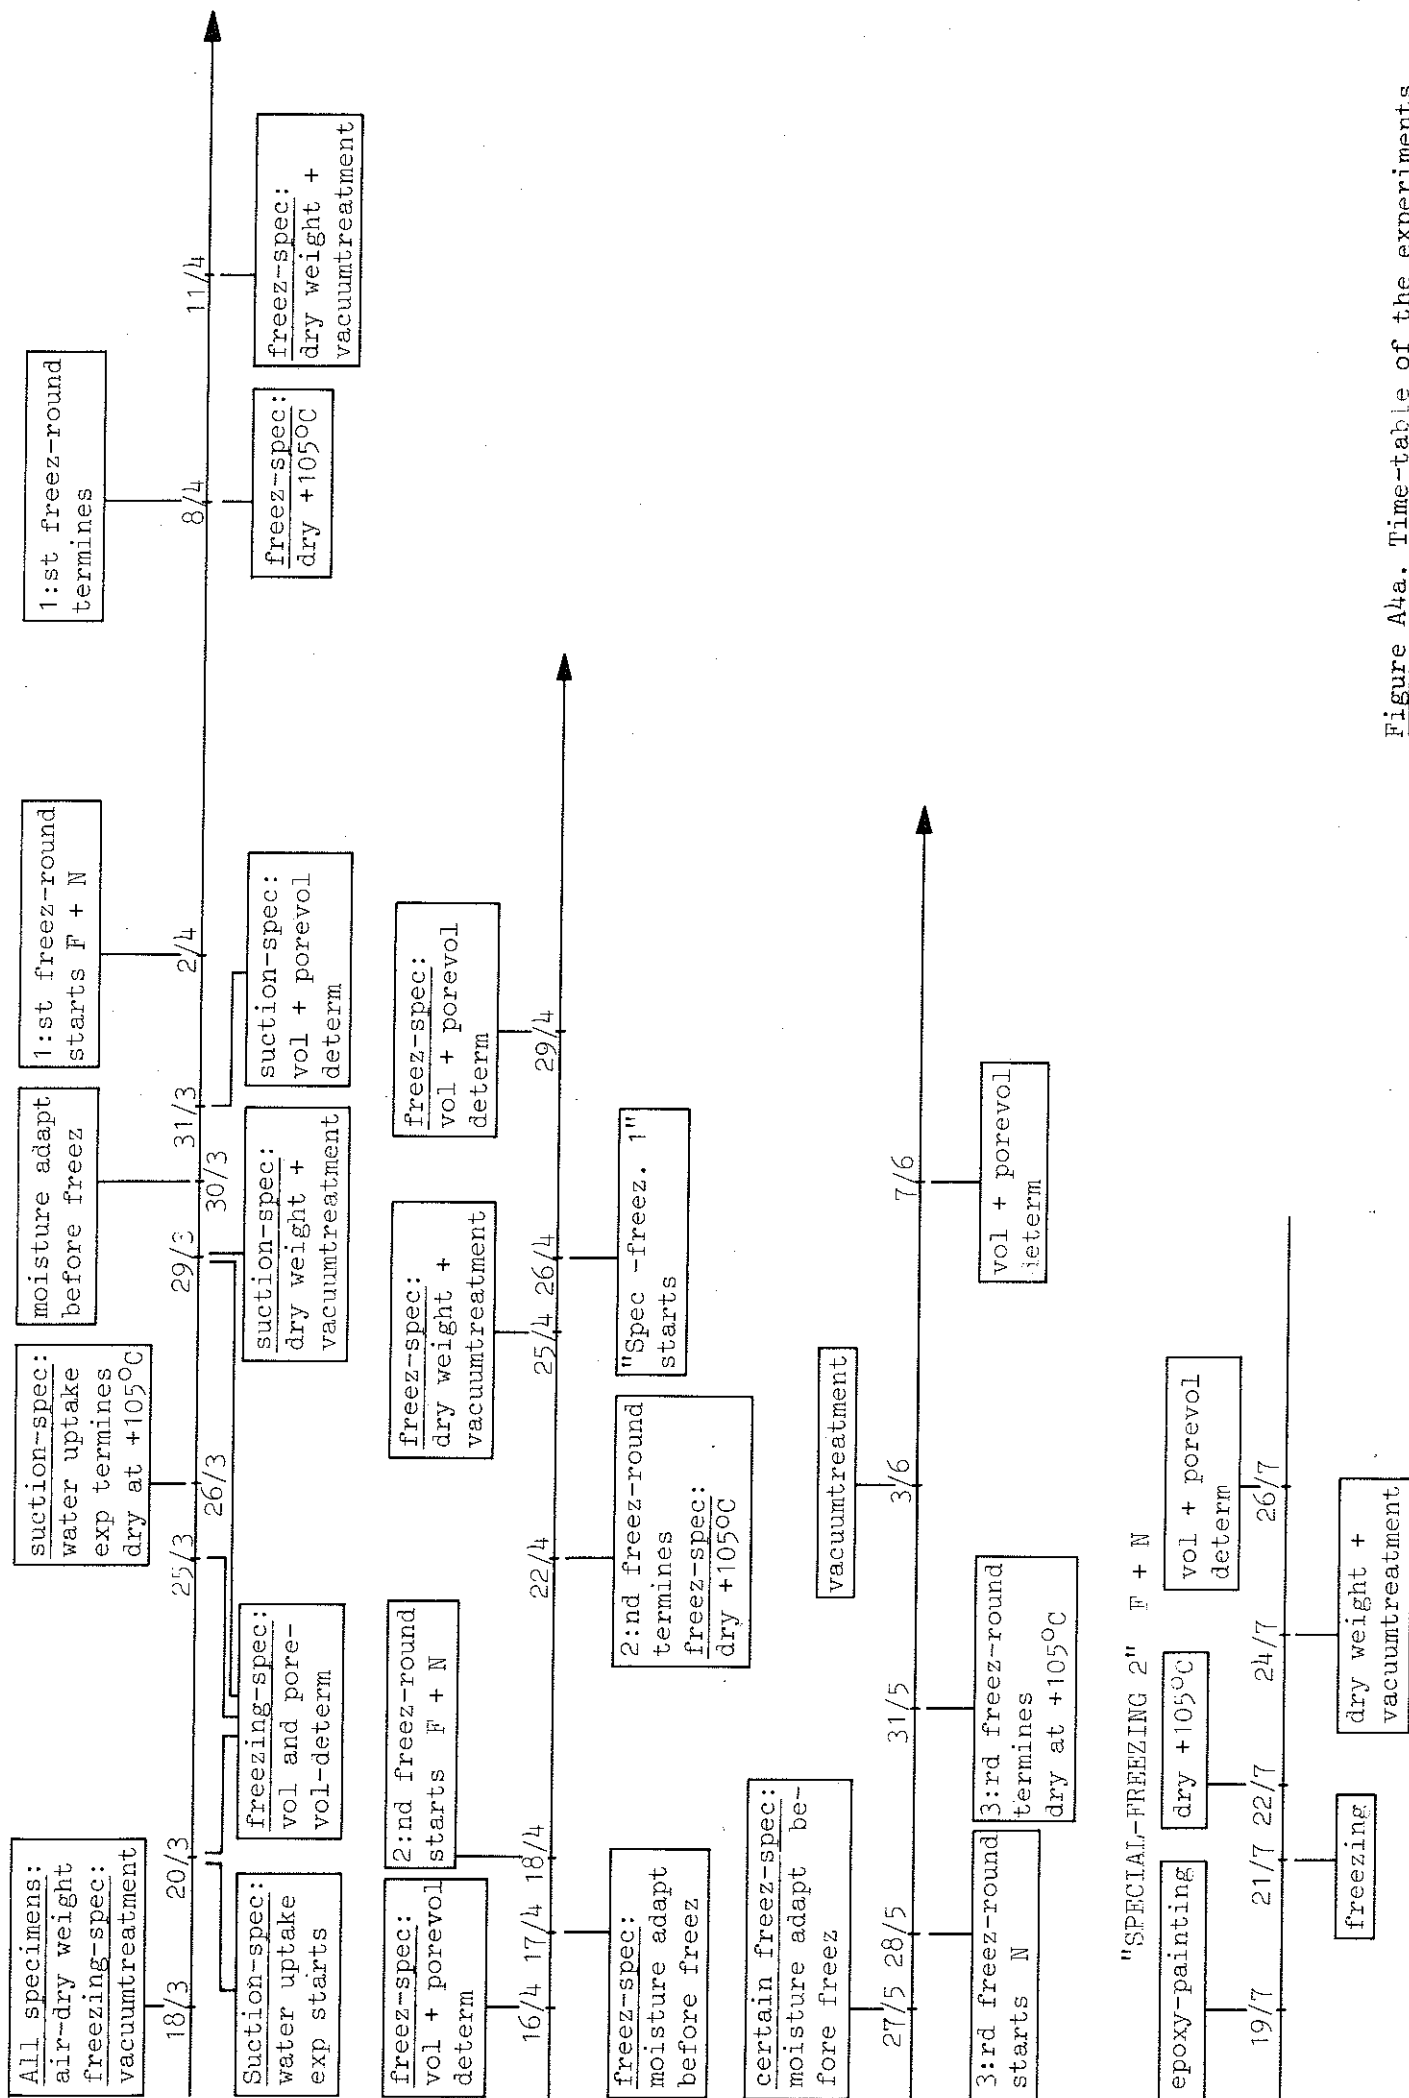 All specimens:
air-dry weight
freezing-spec:
vacuumtreatment
18/3
Suction-spec:
water uptake
exp starts
20/3
freezing-spec:
vol and pore-
vol-determ
25/3
suction-spec:
water uptake
exp termines
dry at +105°C
26/3
29/3
suction-spec:
dry weight +
vacuumtreatment
moisture adapt
before freez
30/3
31/3
suction-spec:
vol + porevol
determ
1:st freez-round
starts F + N
2/4
1:st freez-round
termines
8/4
freez-spec:
dry +105°C
11/4
freez-spec:
dry weight +
vacuumtreatment
freez-spec:
vol + porevol
determ
16/4
17/4
freez-spec:
moisture adapt
before freez
2:nd freez-round
starts F + N
18/4
22/4
2:nd freez-round
termines
freez-spec:
dry +105°C
freez-spec:
dry weight +
vacuumtreatment
25/4
26/4
"Spec -freez. 1"
starts
freez-spec:
vol + porevol
determ
29/4
certain freez-spec:
moisture adapt be-
fore freez
27/5
28/5
3:rd freez-round
starts N
31/5
3:rd freez-round
termines
dry at +105°C
vacuumtreatment
3/6
7/6
vol + porevol
ieterm
"SPECIAL-FREEZING 2" F + N
epoxy-painting
19/7
21/7
freezing
dry +105°C
22/7
24/7
dry weight +
vacuumtreatment
vol + porevol
determ
26/7
Figure A4a. Time-table of the experiments